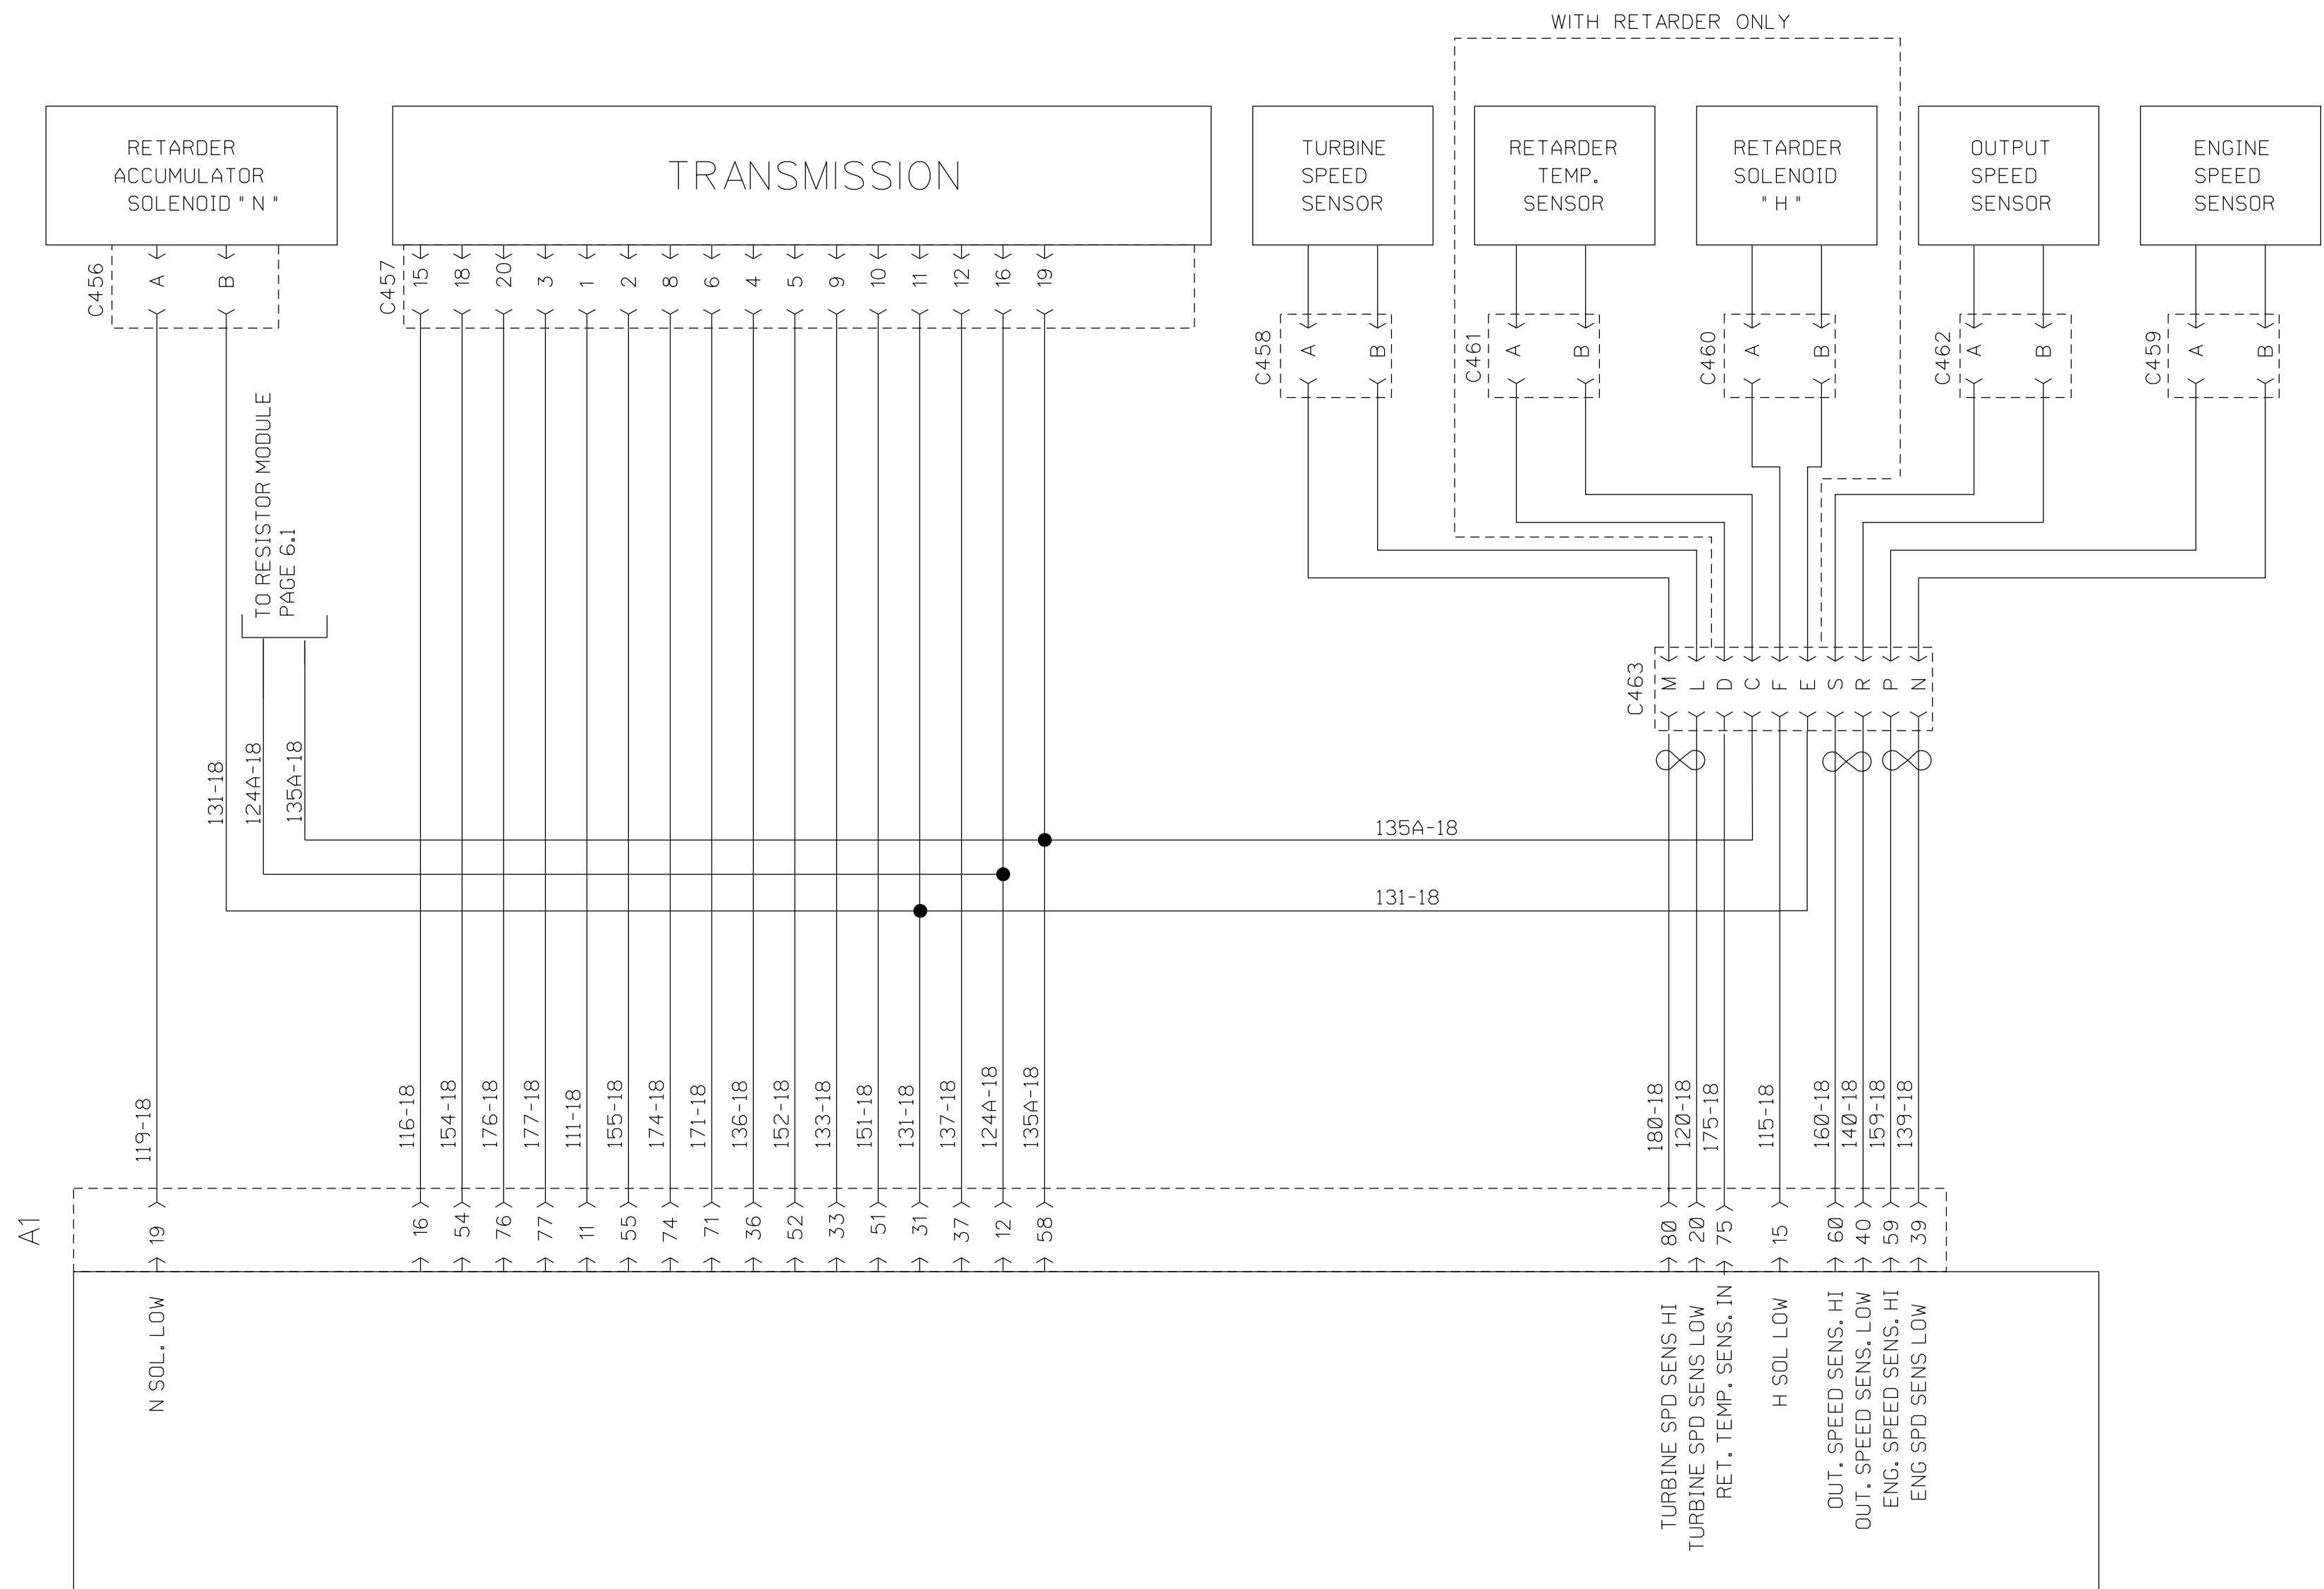 WITH RETARDER ONLY
RETARDER
ACCUMULATOR
SOLENOID "N"
TRANSMISSION
TURBINE
SPEED
SENSOR
RETARDER
TEMP.
SENSOR
RETARDER
SOLENOID
"H"
OUTPUT
SPEED
SENSOR
ENGINE
SPEED
SENSOR
C456
A
B
C457
15
18
20
3
1
2
8
6
4
5
9
10
11
12
16
19
C458
A
B
C461
A
B
C460
A
B
C462
A
B
C459
A
B
TO RESISTOR MODULE
PAGE 6.1
C463
M
L
D
C
F
E
S
R
P
N
131-18
124A-18
135A-18
135A-18
131-18
119-18
116-18
154-18
176-18
177-18
111-18
155-18
174-18
171-18
136-18
152-18
133-18
151-18
131-18
137-18
124A-18
135A-18
180-18
120-18
175-18
115-18
160-18
140-18
159-18
139-18
A1
19
16
54
76
77
11
55
74
71
36
52
33
51
31
37
12
58
80
20
75
15
60
40
59
39
N SOL. LOW
TURBINE SPD SENS HI
TURBINE SPD SENS LOW
RET. TEMP. SENS. IN
H SOL LOW
OUT. SPEED SENS. HI
OUT. SPEED SENS. LOW
ENG. SPEED SENS. HI
ENG SPD SENS LOW